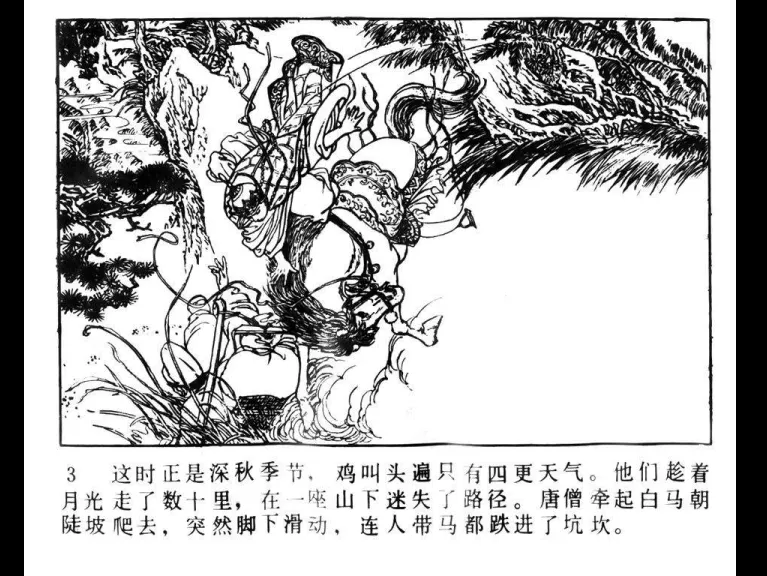 3 这时正是深秋季节，鸡叫头遍只有四更天气。他们趁着
月光走了数十里，在一座山下迷失了路径。唐僧牵起白马朝
陡坡爬去，突然脚下滑动，连人带马都跌进了坑坎。